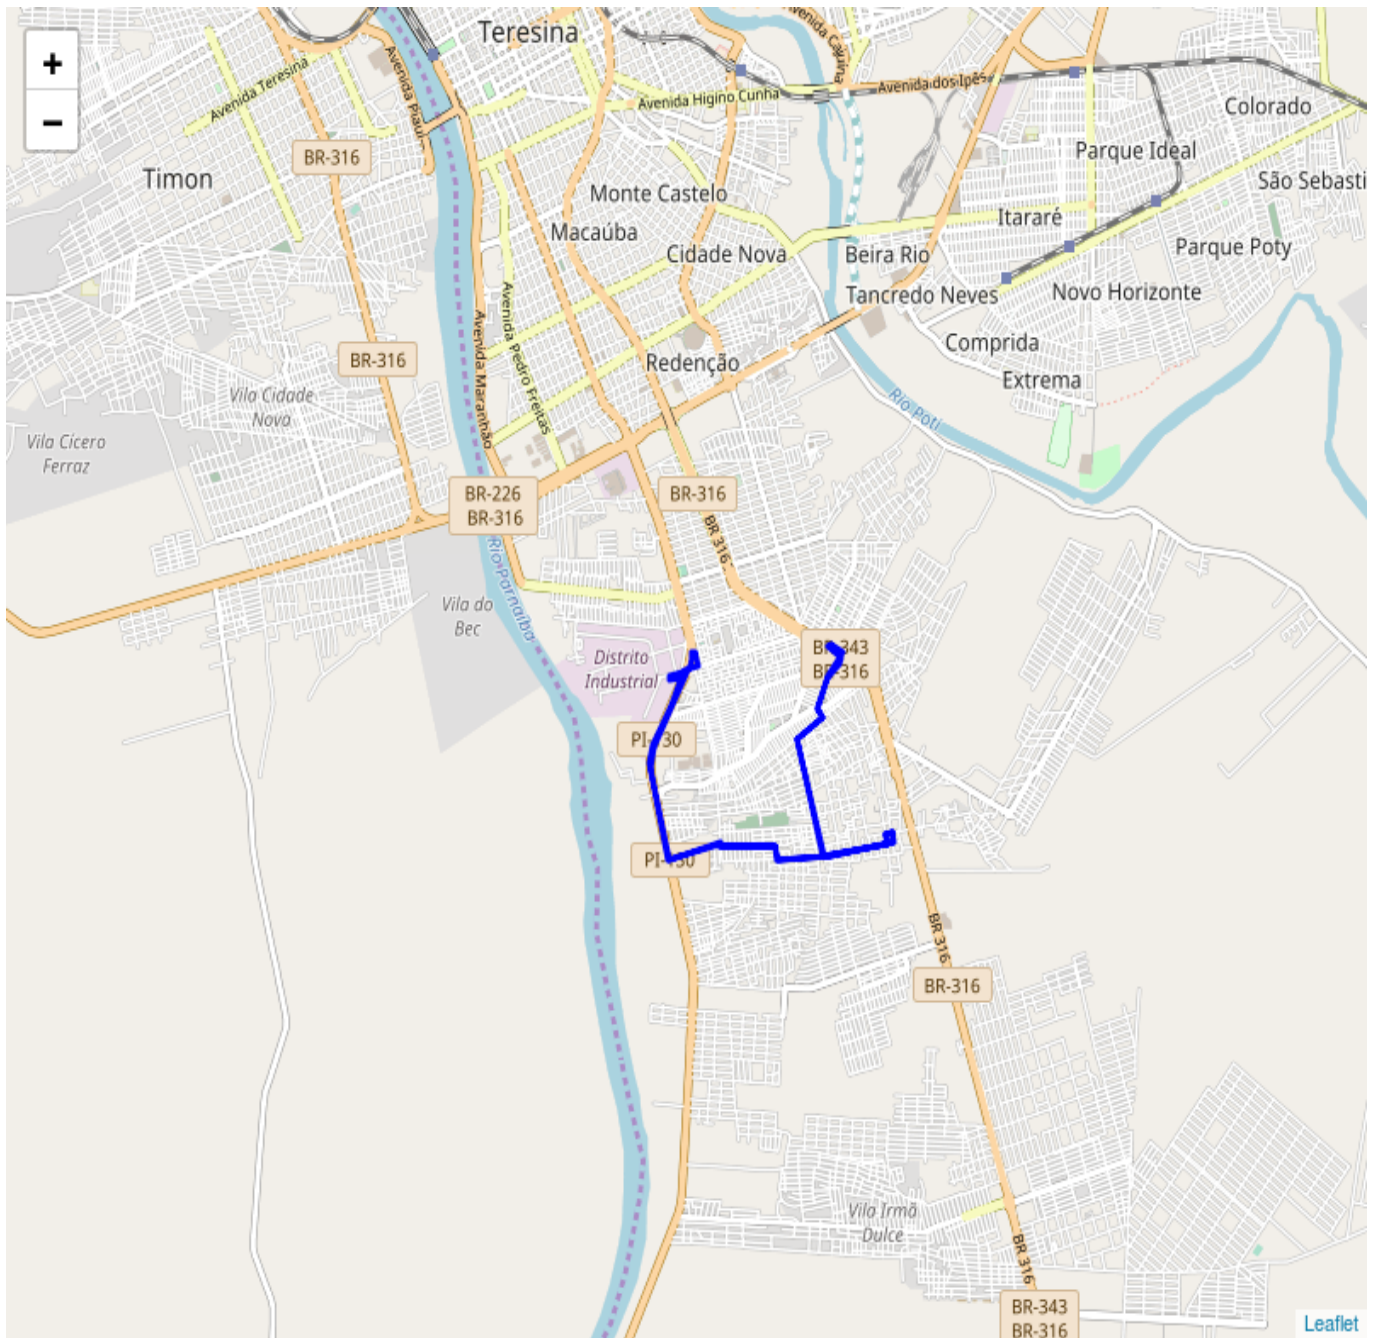 +
−
Teresina
Avenida Cajuína
Avenida Teresina
Avenida Piauí
Avenida Higino Cunha
Avenida dos Ipês
Colorado
BR-316
Parque Ideal
Timon
Monte Castelo
São Sebasti
Itararé
Macaúba
Cidade Nova
Beira Rio
Parque Poty
Tancredo Neves
Novo Horizonte
Avenida Maranhão
Avenida Pedro Freitas
BR-316
Redenção
Comprida
Extrema
Vila Cidade
Nova
Rio Poti
Vila Cícero
Ferraz
BR-226
BR-316
BR-316
BR 316
Rio Parnaíba
Vila do
Bec
Distrito
Industrial
BR-343
BR-316
PI-130
PI-130
BR 316
BR-316
Vila Irmã
Dulce
BR 316
BR-343
BR-316
Leaflet